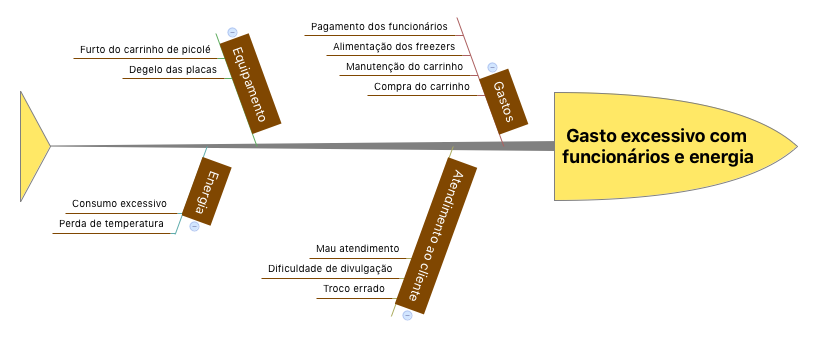 Equipamento
Furto do carrinho de picolé
Degelo das placas
Gastos
Pagamento dos funcionários
Alimentação dos freezers
Manutenção do carrinho
Compra do carrinho
Gasto excessivo com
funcionários e energia
Energia
Consumo excessivo
Perda de temperatura
Atendimento ao cliente
Mau atendimento
Dificuldade de divulgação
Troco errado